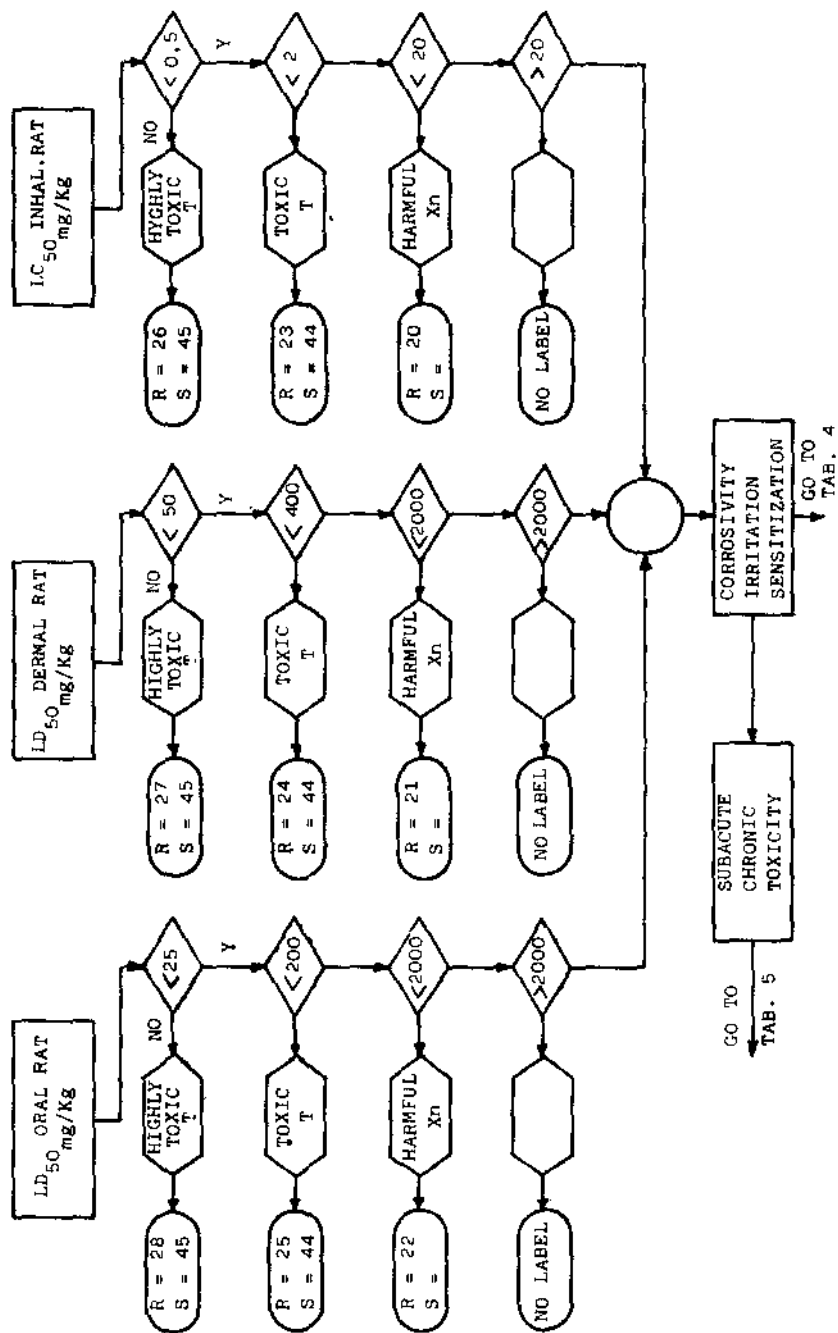 LD50 ORAL RAT
mg/Kg
<25
NO
Y
HIGHLY
TOXIC
T
R = 28
S = 45
<200
TOXIC
T
R = 25
S = 44
<2000
HARMFUL
Xn
R = 22
S =
>2000
NO LABEL
LD50 DERMAL RAT
mg/Kg
< 50
NO
Y
HIGHLY
TOXIC
T
R = 27
S = 45
< 400
TOXIC
T
R = 24
S = 44
<2000
HARMFUL
Xn
R = 21
S =
>2000
NO LABEL
LC50 INHAL.RAT
mg/Kg
< 0,5
NO
Y
HYGHLY
TOXIC
T
R = 26
S = 45
< 2
TOXIC
T
R = 23
S = 44
< 20
HARMFUL
Xn
R = 20
S =
> 20
NO LABEL
CORROSIVITY
IRRITATION
SENSITIZATION
GO TO
TAB. 4
SUBACUTE
CHRONIC
TOXICITY
GO TO
TAB. 5